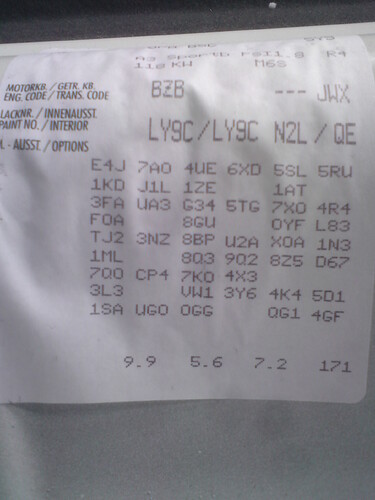 A3 Sportb FSI1.8 R4
118 KW M6S
MOTORKB. / GETR. KB.
ENG. CODE / TRANS. CODE
BZB --- JWX
LACKNR. / INNENAUSST.
PAINT NO. / INTERIOR
LY9C/LY9C N2L / QE
- AUSST. / OPTIONS
E4J 7A0 4UE 6XD 5SL 5RU
1KD J1L 1ZE 1AT
3FA UA3 G34 5TG 7X0 4R4
F0A 8GU 0YF L83
TJ2 3NZ 8BP U2A X0A 1N3
1ML 8Q3 9Q2 8Z5 D67
7Q0 CP4 7K0 4X3
3L3 VW1 3Y6 4K4 5D1
1SA UG0 0GG QG1 4GF
9.9 5.6 7.2 171